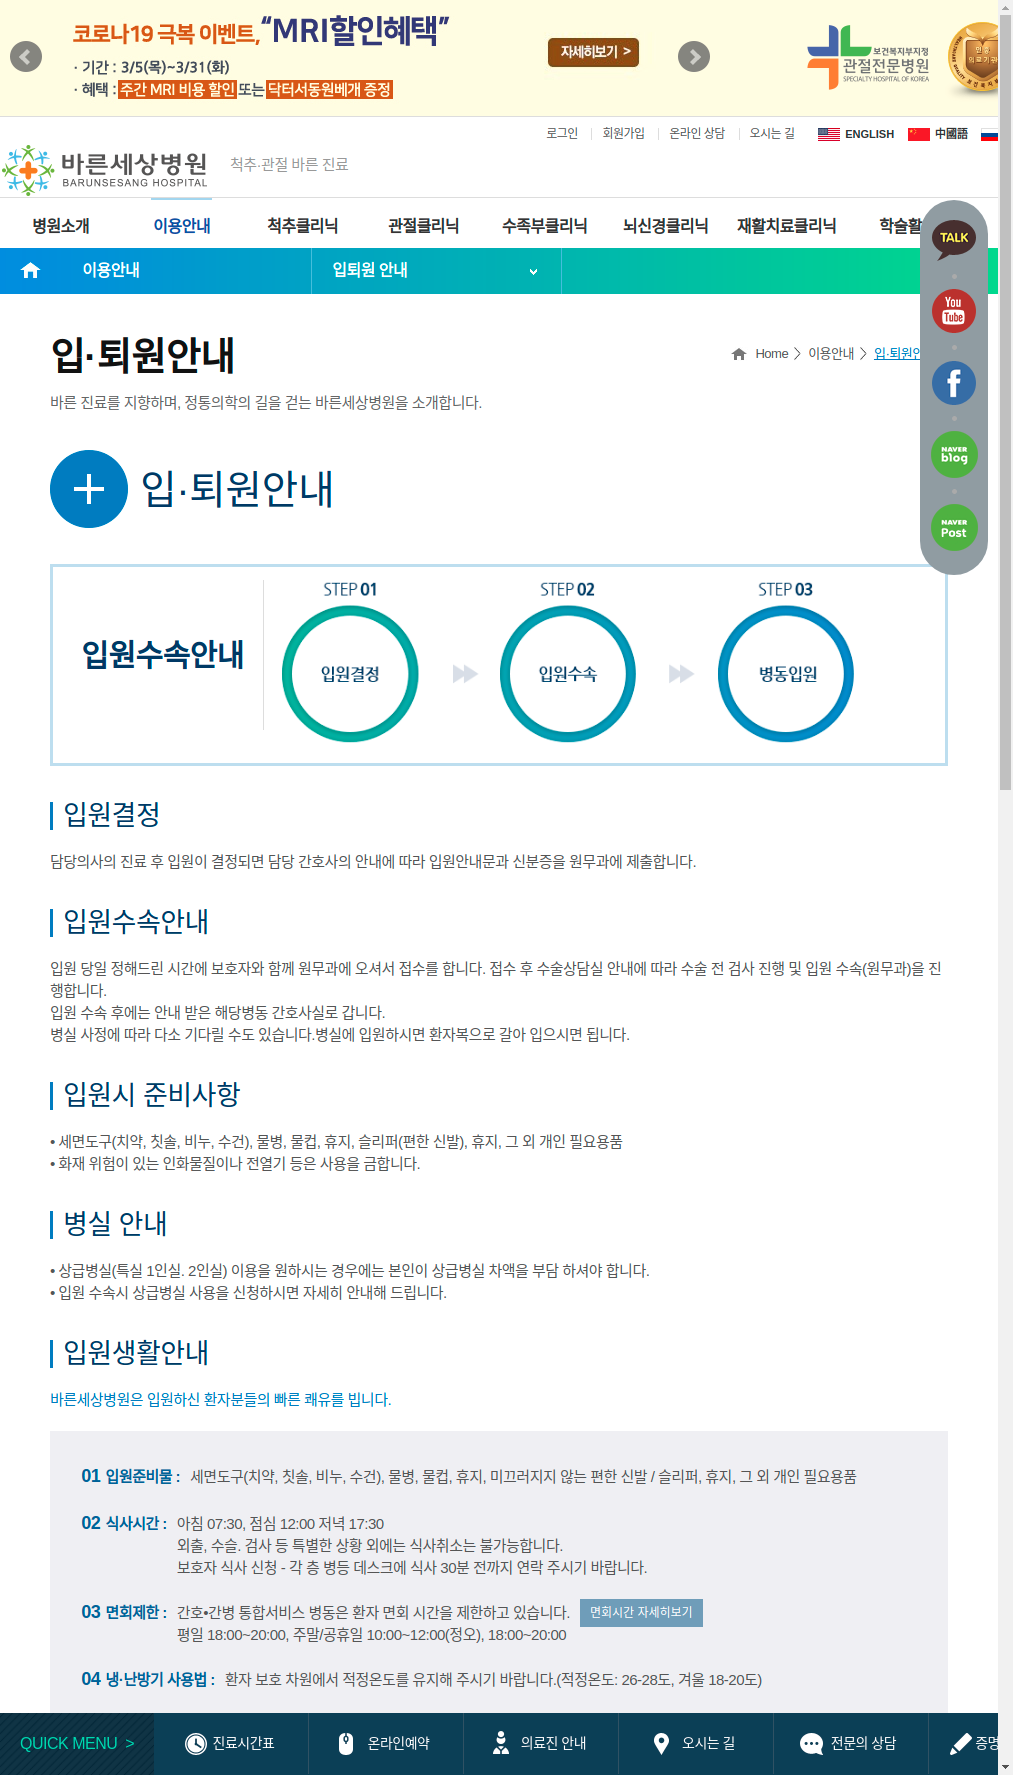 코로나19 극복 이벤트, “MRI할인혜택”
· 기간 : 3/5(목)~3/31(화)
· 혜택 : 주간 MRI 비용 할인 또는 닥터서동원베개 증정
자세히보기 >
보건복지부지정
관절전문병원
SPECIALTY HOSPITAL OF KOREA
로그인
회원가입
온라인 상담
오시는 길
ENGLISH
中國語
바른세상병원
BARUNSESANG HOSPITAL
척추·관절 바른 진료
병원소개
이용안내
척추클리닉
관절클리닉
수족부클리닉
뇌신경클리닉
재활치료클리닉
학술활
TALK
이용안내
입퇴원 안내
You
Tube
입·퇴원안내
Home > 이용안내 > 입·퇴원안
바른 진료를 지향하며, 정통의학의 길을 걷는 바른세상병원을 소개합니다.
f
NAVER
blog
NAVER
Post
입·퇴원안내
입원수속안내
STEP 01
입원결정
STEP 02
입원수속
STEP 03
병동입원
입원결정
담당의사의 진료 후 입원이 결정되면 담당 간호사의 안내에 따라 입원안내문과 신분증을 원무과에 제출합니다.
입원수속안내
입원 당일 정해드린 시간에 보호자와 함께 원무과에 오셔서 접수를 합니다. 접수 후 수술상담실 안내에 따라 수술 전 검사 진행 및 입원 수속(원무과)을 진
행합니다.
입원 수속 후에는 안내 받은 해당병동 간호사실로 갑니다.
병실 사정에 따라 다소 기다릴 수도 있습니다.병실에 입원하시면 환자복으로 갈아 입으시면 됩니다.
입원시 준비사항
• 세면도구(치약, 칫솔, 비누, 수건), 물병, 물컵, 휴지, 슬리퍼(편한 신발), 휴지, 그 외 개인 필요용품
• 화재 위험이 있는 인화물질이나 전열기 등은 사용을 금합니다.
병실 안내
• 상급병실(특실 1인실. 2인실) 이용을 원하시는 경우에는 본인이 상급병실 차액을 부담 하셔야 합니다.
• 입원 수속시 상급병실 사용을 신청하시면 자세히 안내해 드립니다.
입원생활안내
바른세상병원은 입원하신 환자분들의 빠른 쾌유를 빕니다.
01 입원준비물 : 세면도구(치약, 칫솔, 비누, 수건), 물병, 물컵, 휴지, 미끄러지지 않는 편한 신발 / 슬리퍼, 휴지, 그 외 개인 필요용품
02 식사시간 : 아침 07:30, 점심 12:00 저녁 17:30
외출, 수슬. 검사 등 특별한 상황 외에는 식사취소는 불가능합니다.
보호자 식사 신청 - 각 층 병등 데스크에 식사 30분 전까지 연락 주시기 바랍니다.
03 면회제한 : 간호•간병 통합서비스 병동은 환자 면회 시간을 제한하고 있습니다. 면회시간 자세히보기
평일 18:00~20:00, 주말/공휴일 10:00~12:00(정오), 18:00~20:00
04 냉·난방기 사용법 : 환자 보호 차원에서 적정온도를 유지해 주시기 바랍니다.(적정온도: 26-28도, 겨울 18-20도)
QUICK MENU >
진료시간표
온라인예약
의료진 안내
오시는 길
전문의 상담
증명